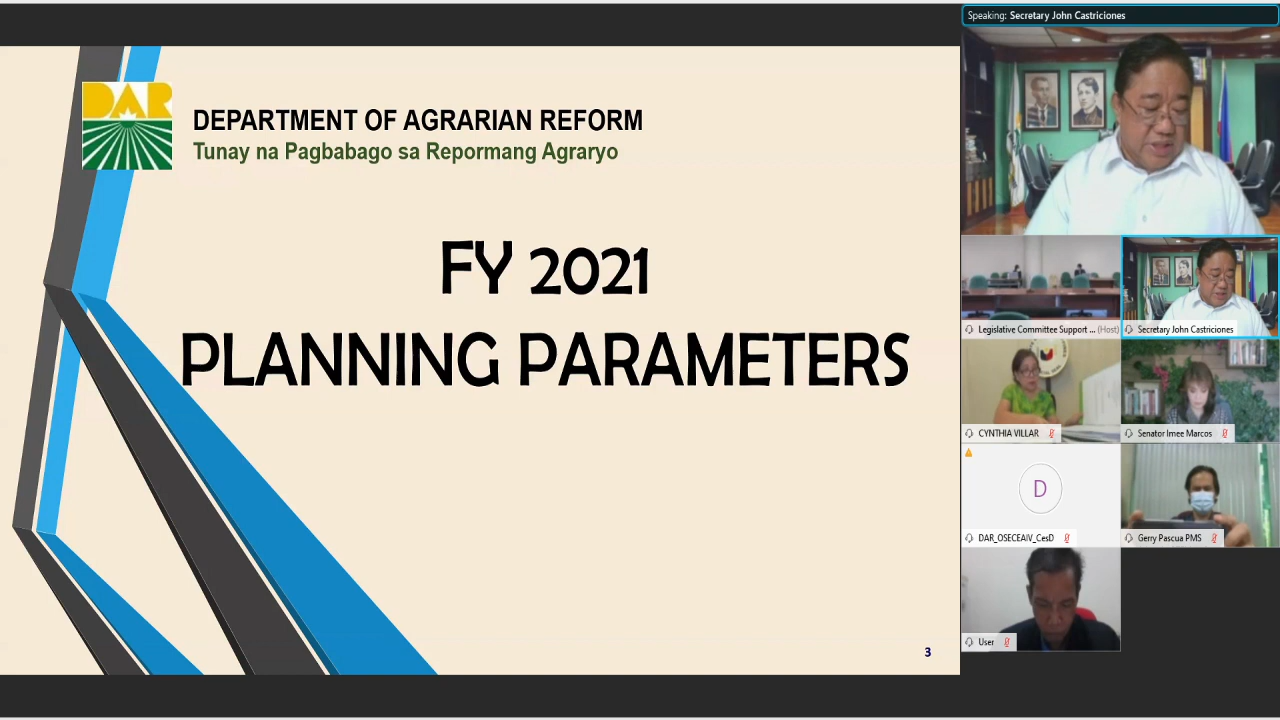 DAR
DEPARTMENT OF AGRARIAN REFORM
Tunay na Pagbabago sa Repormang Agraryo
FY 2021
PLANNING PARAMETERS
3
Speaking: Secretary John Castriciones
Legislative Committee Support ... (Host)
Secretary John Castriciones
CYNTHIA VILLAR
Senator Imee Marcos
D
DAR_OSECEAIV_CesD
Gerry Pascua PMS
User